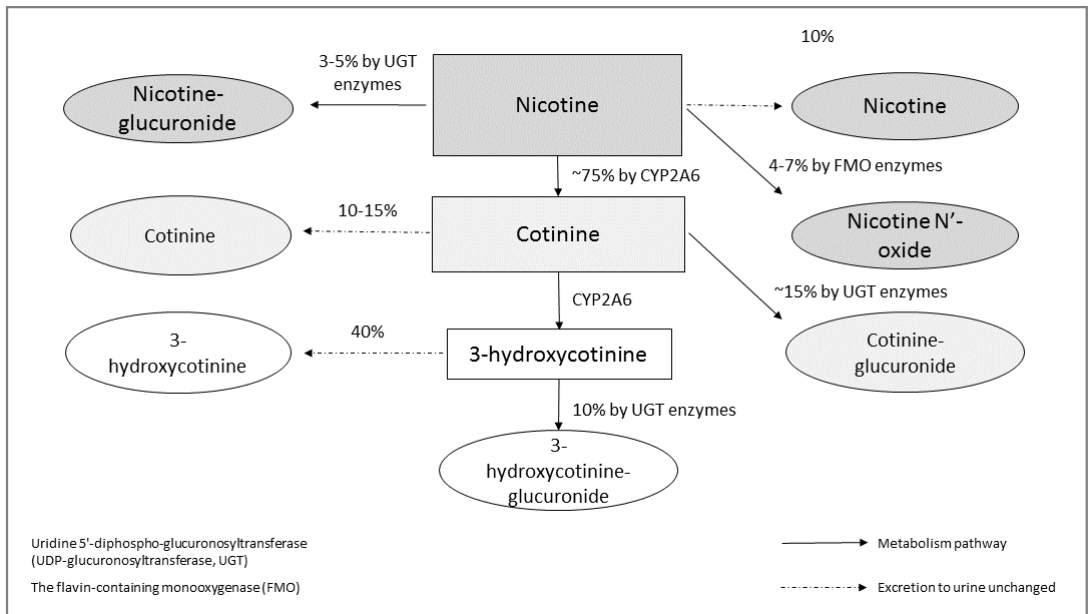 10%
3-5% by UGT
enzymes
Nicotine-
glucuronide
Nicotine
Nicotine
4-7% by FMO enzymes
~75% by CYP2A6
10-15%
Cotinine
Cotinine
Nicotine N’-
oxide
~15% by UGT enzymes
CYP2A6
40%
3-
hydroxycotinine
3-hydroxycotinine
Cotinine-
glucuronide
10% by UGT enzymes
3-
hydroxycotinine-
glucuronide
Uridine 5'-diphospho-glucuronosyltransferase
(UDP-glucuronosyltransferase, UGT)
The flavin-containing monooxygenase (FMO)
Metabolism pathway
Excretion to urine unchanged